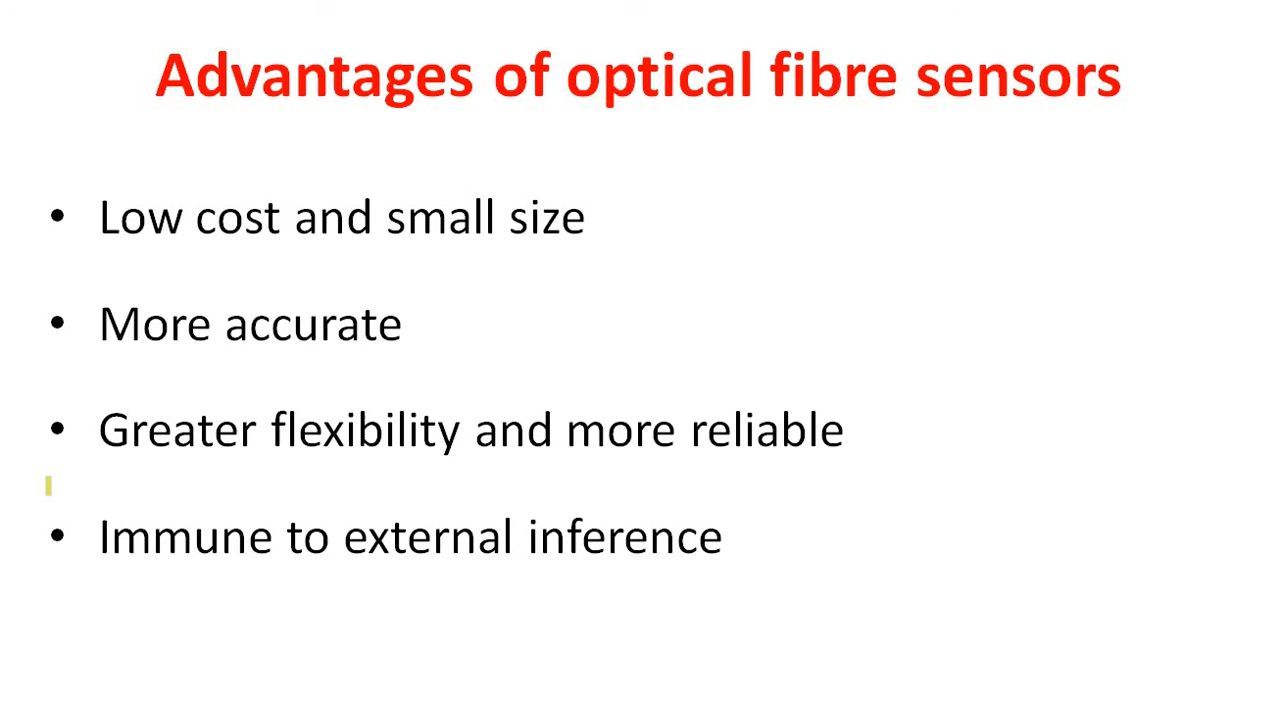 Advantages of optical fibre sensors
• Low cost and small size
• More accurate
• Greater flexibility and more reliable
• Immune to external inference